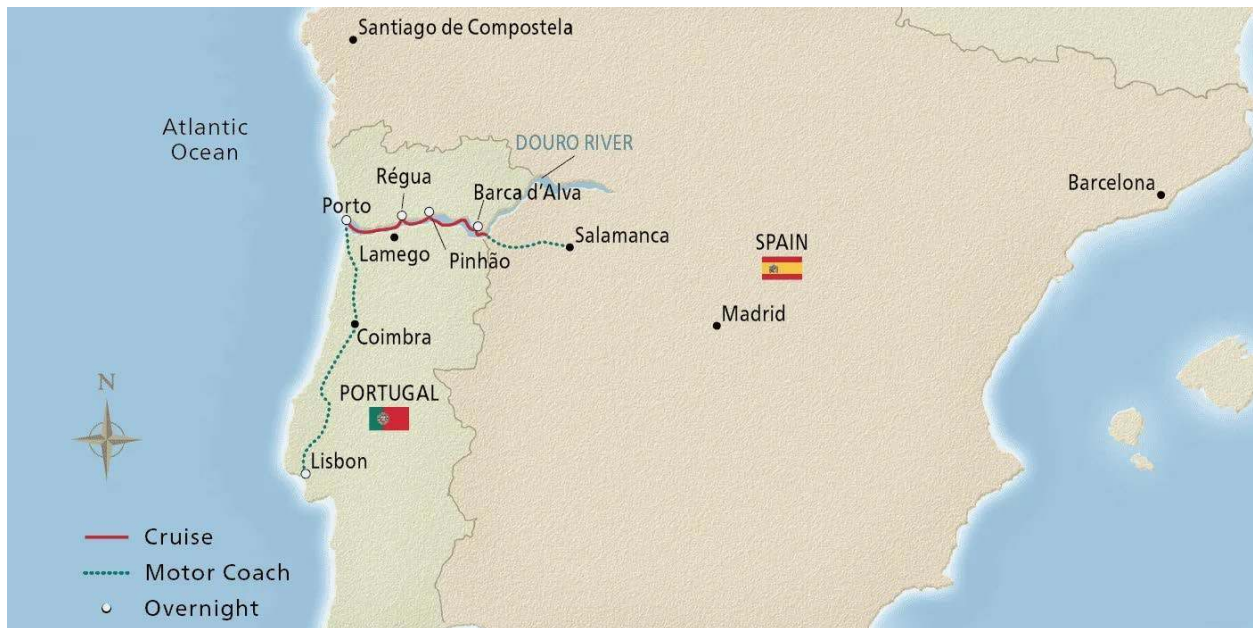 Santiago de Compostela
Atlantic
Ocean
DOURO RIVER
Régua
Barca d'Alva
Barcelona
Porto
Salamanca
Lamego
Pinhão
SPAIN
Madrid
Coimbra
N
PORTUGAL
Lisbon
Cruise
Motor Coach
Overnight